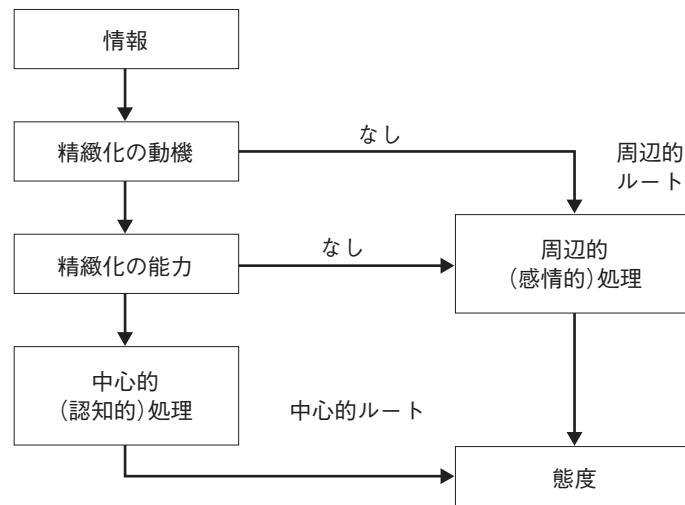 情報
精緻化の動機
なし
周辺的
ルート
精緻化の能力
なし
周辺的
(感情的)処理
中心的
(認知的)処理
中心的ルート
態度